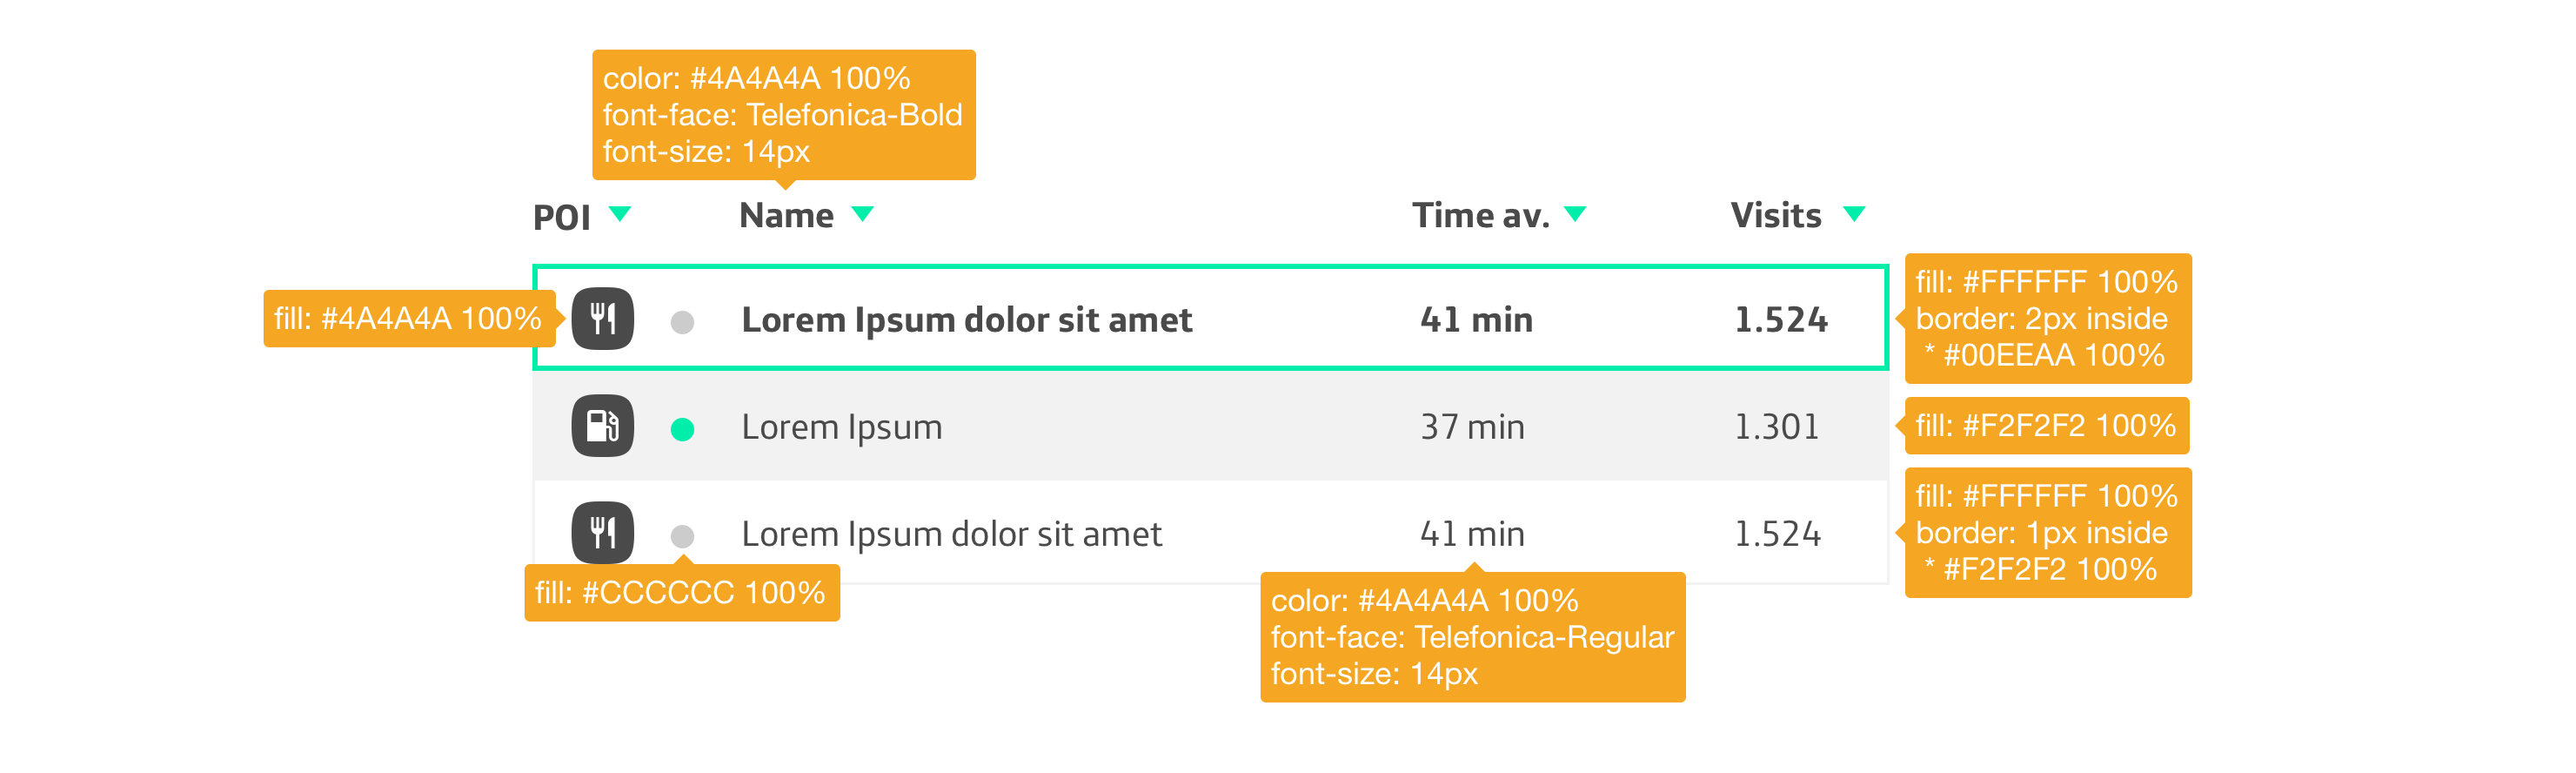 color: #4A4A4A 100%
font-face: Telefonica-Bold
font-size: 14px
POI Name Time av. Visits
fill: #4A4A4A 100%
Lorem Ipsum dolor sit amet 41 min 1.524
fill: #FFFFFF 100%
border: 2px inside
* #00EEAA 100%
Lorem Ipsum 37 min 1.301
fill: #F2F2F2 100%
Lorem Ipsum dolor sit amet 41 min 1.524
fill: #FFFFFF 100%
border: 1px inside
* #F2F2F2 100%
fill: #CCCCCC 100%
color: #4A4A4A 100%
font-face: Telefonica-Regular
font-size: 14px